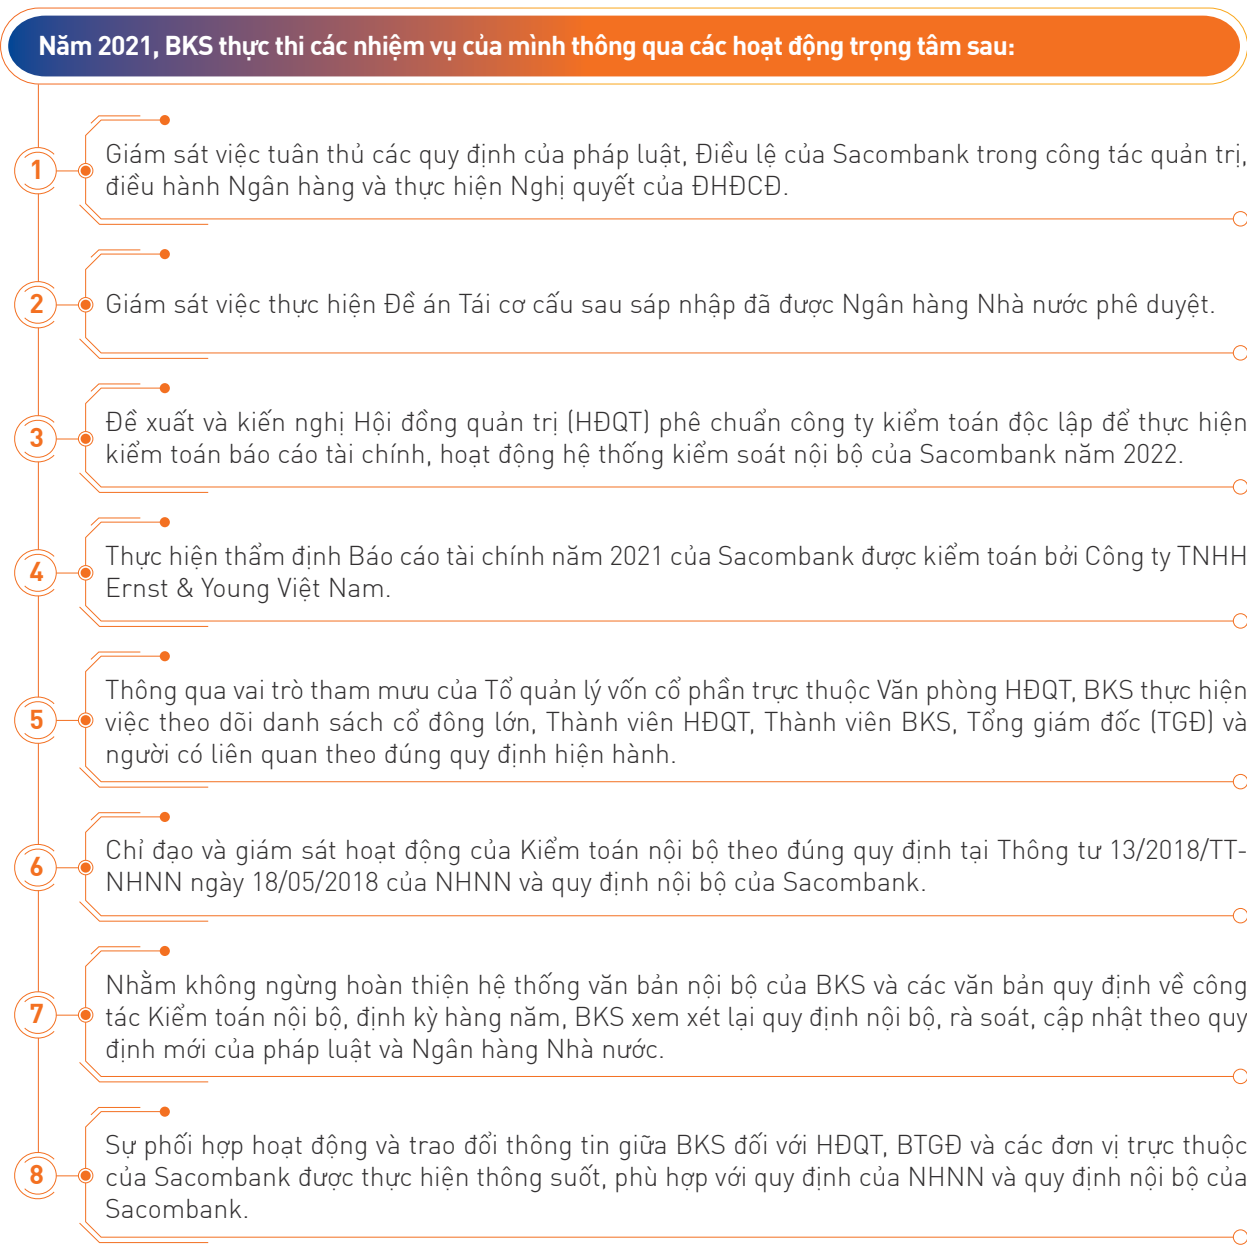 Năm 2021, BKS thực thi các nhiệm vụ của mình thông qua các hoạt động trọng tâm sau:
1
Giám sát việc tuân thủ các quy định của pháp luật, Điều lệ của Sacombank trong công tác quản trị,
điều hành Ngân hàng và thực hiện Nghị quyết của ĐHĐCĐ.
2
Giám sát việc thực hiện Đề án Tái cơ cấu sau sáp nhập đã được Ngân hàng Nhà nước phê duyệt.
3
Đề xuất và kiến nghị Hội đồng quản trị (HĐQT) phê chuẩn công ty kiểm toán độc lập để thực hiện
kiểm toán báo cáo tài chính, hoạt động hệ thống kiểm soát nội bộ của Sacombank năm 2022.
4
Thực hiện thẩm định Báo cáo tài chính năm 2021 của Sacombank được kiểm toán bởi Công ty TNHH
Ernst & Young Việt Nam.
5
Thông qua vai trò tham mưu của Tổ quản lý vốn cổ phần trực thuộc Văn phòng HĐQT, BKS thực hiện
việc theo dõi danh sách cổ đông lớn, Thành viên HĐQT, Thành viên BKS, Tổng giám đốc (TGĐ) và
người có liên quan theo đúng quy định hiện hành.
6
Chỉ đạo và giám sát hoạt động của Kiểm toán nội bộ theo đúng quy định tại Thông tư 13/2018/TT-
NHNN ngày 18/05/2018 của NHNN và quy định nội bộ của Sacombank.
7
Nhằm không ngừng hoàn thiện hệ thống văn bản nội bộ của BKS và các văn bản quy định về công
tác Kiểm toán nội bộ, định kỳ hàng năm, BKS xem xét lại quy định nội bộ, rà soát, cập nhật theo quy
định mới của pháp luật và Ngân hàng Nhà nước.
8
Sự phối hợp hoạt động và trao đổi thông tin giữa BKS đối với HĐQT, BTGĐ và các đơn vị trực thuộc
của Sacombank được thực hiện thông suốt, phù hợp với quy định của NHNN và quy định nội bộ của
Sacombank.